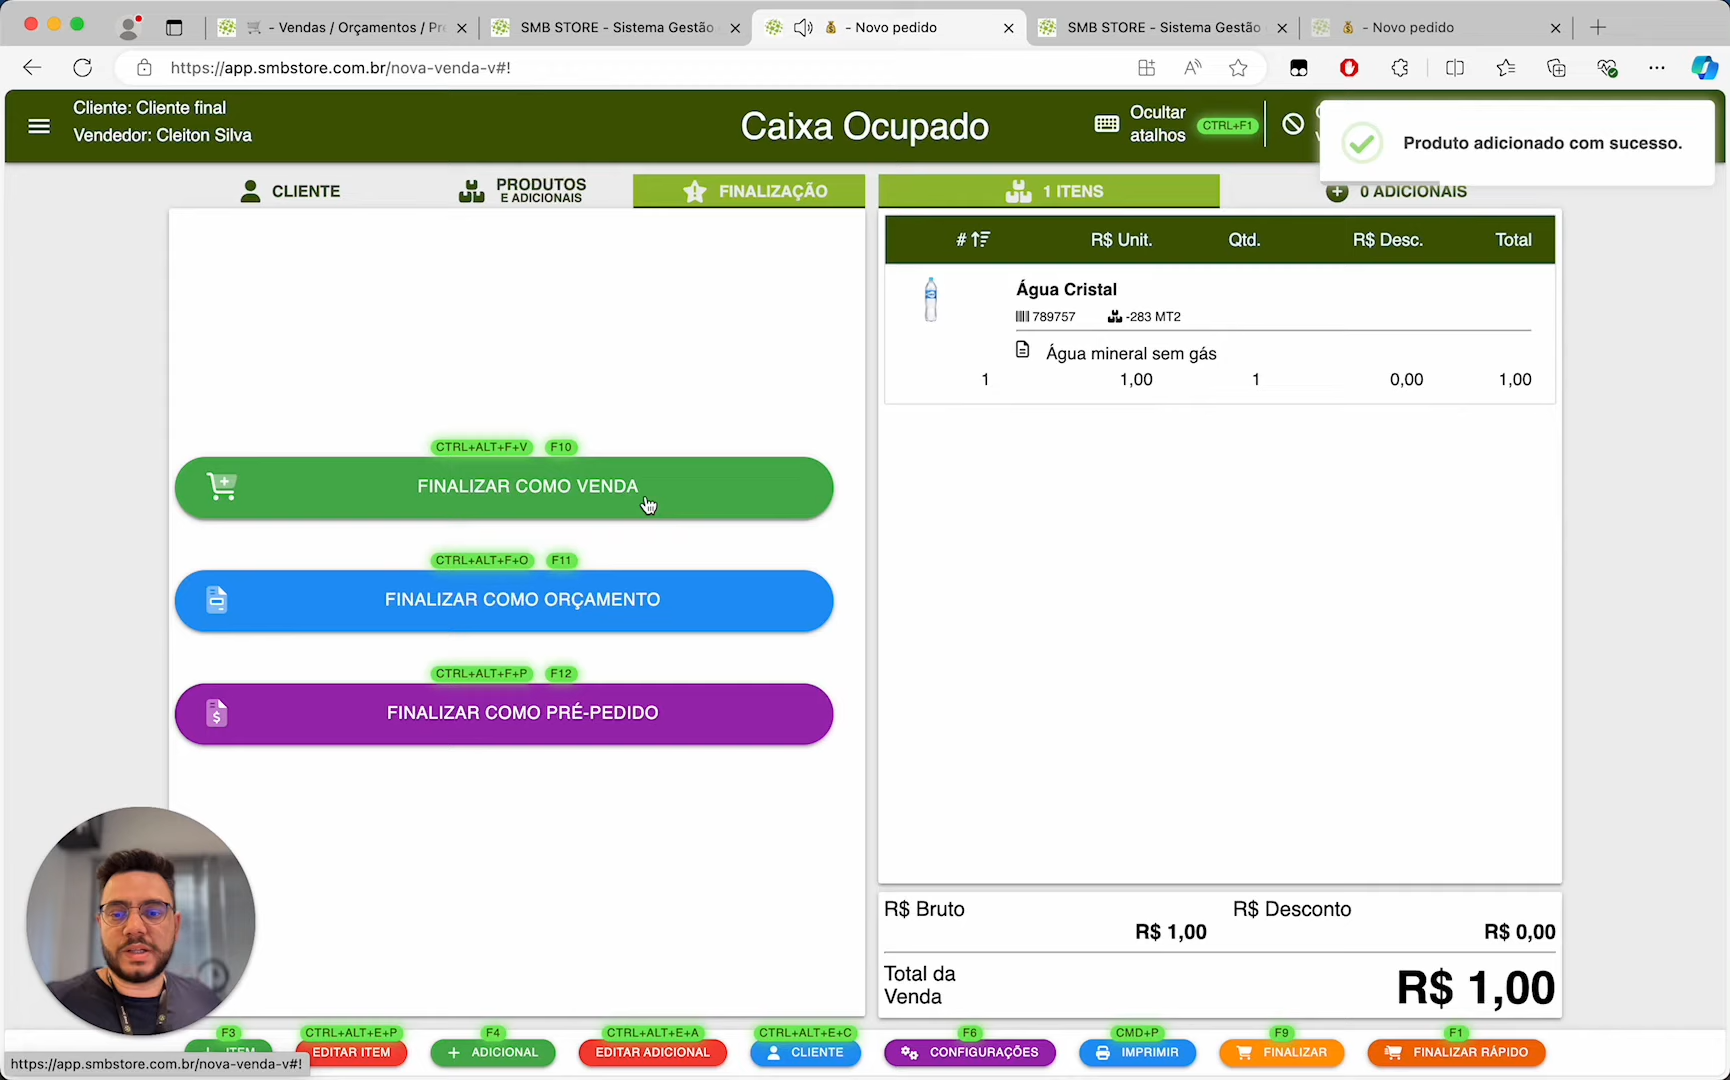 - Vendas / Orçamentos / Pré
SMB STORE - Sistema Gestão
- Novo pedido
SMB STORE - Sistema Gestão
- Novo pedido
https://app.smbstore.com.br/nova-venda-v#!
Cliente: Cliente final
Vendedor: Cleiton Silva
Caixa Ocupado
Ocultar
atalhos
CTRL+F1
Produto adicionado com sucesso.
CLIENTE
PRODUTOS
E ADICIONAIS
FINALIZAÇÃO
1 ITENS
0 ADICIONAIS
#
R$ Unit.
Qtd.
R$ Desc.
Total
Água Cristal
789757
-283 MT2
Água mineral sem gás
1
1,00
1
0,00
1,00
CTRL+ALT+F+V
F10
FINALIZAR COMO VENDA
CTRL+ALT+F+O
F11
FINALIZAR COMO ORÇAMENTO
CTRL+ALT+F+P
F12
FINALIZAR COMO PRÉ-PEDIDO
R$ Bruto
R$ 1,00
R$ Desconto
R$ 0,00
Total da
Venda
R$ 1,00
F3
CTRL+ALT+E+P
EDITAR ITEM
F4
ADICIONAL
CTRL+ALT+E+A
EDITAR ADICIONAL
CTRL+ALT+E+C
CLIENTE
F6
CONFIGURAÇÕES
CMD+P
IMPRIMIR
F9
FINALIZAR
F1
FINALIZAR RÁPIDO
https://app.smbstore.com.br/nova-venda-v#!